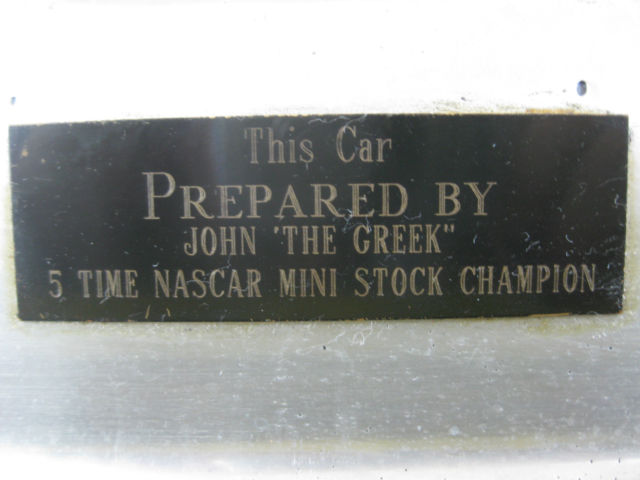 This Car
PREPARED BY
JOHN 'THE GREEK"
5 TIME NASCAR MINI STOCK CHAMPION